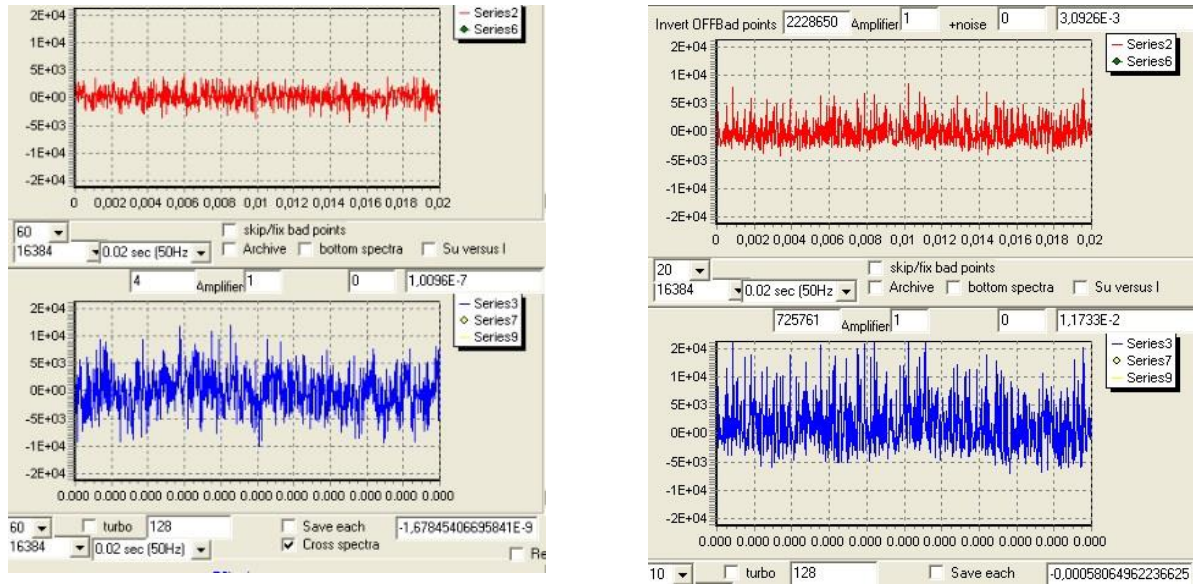 2E+04
1E+04
5E+03
0E+00
-5E+03
-1E+04
-2E+04
Series2
Series6
0 0,002 0,004 0,006 0,008 0,01 0,012 0,014 0,016 0,018 0,02
60 skip/fix bad points
16384 0.02 sec (50Hz Archive bottom spectra Su versus I
4 Amplifier 1 0 1,0096E-7
2E+04
1E+04
5E+03
0E+00
-5E+03
-1E+04
-2E+04
Series3
Series7
Series9
0.000 0.000 0.000 0.000 0.000 0.000 0.000 0.000 0.000 0.000 0.000
60 turbo 128 Save each -1,67845406695841E-9
16384 0.02 sec (50Hz) Cross spectra Re
Invert OFF Bad points 2228650 Amplifier 1 +noise 0 3,0926E-3
2E+04
1E+04
5E+03
0E+00
-5E+03
-1E+04
-2E+04
Series2
Series6
0 0,002 0,004 0,006 0,008 0,01 0,012 0,014 0,016 0,018 0,02
20 skip/fix bad points
16384 0.02 sec (50Hz Archive bottom spectra Su versus I
725761 Amplifier 1 0 1,1733E-2
2E+04
1E+04
5E+03
0E+00
-5E+03
-1E+04
-2E+04
Series3
Series7
Series9
0.000 0.000 0.000 0.000 0.000 0.000 0.000 0.000 0.000 0.000 0.000
10 turbo 128 Save each -0,00058064962236625